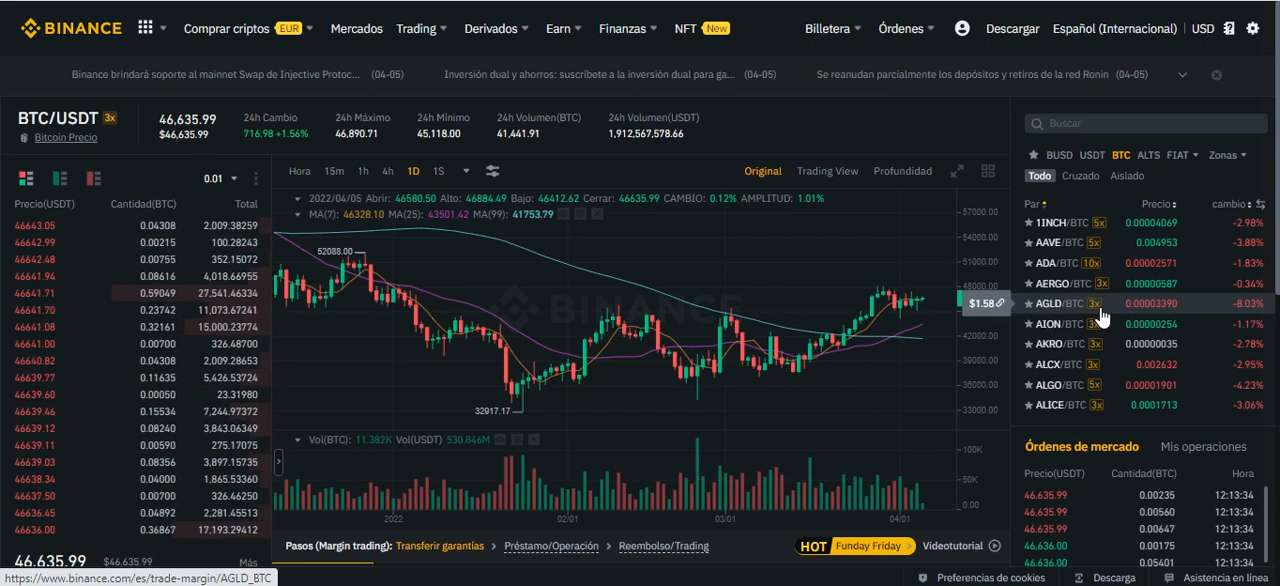 BINANCE Comprar criptos EUR Mercados Trading Derivados Earn Finanzas NFT New Billetera Órdenes Descargar Español (Internacional) USD
Binance brindará soporte al mainnet Swap de Injective Protoc... (04-05) Inversión dual y ahorros: suscríbete a la inversión dual para ga... (04-05) Se reanudan parcialmente los depósitos y retiros de la red Ronin (04-05)
BTC/USDT 3x
Bitcoin Precio
46,635.99
$46,635.99
24h Cambio
716.98 +1.56%
24h Máximo
46,890.71
24h Mínimo
45,118.00
24h Volumen(BTC)
41,441.91
24h Volumen(USDT)
1,912,567,578.66
0.01
Precio(USDT) Cantidad(BTC) Total
46643.05 0.04308 2,009.38259
46642.99 0.00215 100.28243
46642.48 0.00755 352.15072
46641.94 0.08616 4,018.66955
46641.71 0.59049 27,541.46334
46641.70 0.23742 11,073.67241
46641.08 0.32161 15,000.23774
46641.00 0.00700 326.48700
46640.82 0.04308 2,009.28653
46639.77 0.11635 5,426.53724
46639.60 0.00050 23.31980
46639.46 0.15534 7,244.97372
46639.12 0.08240 3,843.06349
46639.11 0.00590 275.17075
46639.03 0.08356 3,897.15735
46638.34 0.04000 1,865.53360
46637.50 0.00700 326.46250
46636.45 0.04892 2,281.45513
46636.00 0.36867 17,193.29412
46,635.99 $46,635.99 Más
Hora 15m 1h 4h 1D 1S Original Trading View Profundidad
2022/04/05 Abrir: 46580.50 Alto: 46884.49 Bajo: 46412.62 Cerrar: 46635.99 CAMBIO: 0.12% AMPLITUD: 1.01%
MA(7): 46328.10 MA(25): 43501.42 MA(99): 41753.79
57000.00
54000.00
52088.00
51000.00
48000.00
BINANCE
$1.58
42000.00
39000.00
36000.00
32917.17
33000.00
Vol(BTC): 11.382K Vol(USDT) 530.846M
100K
50K
0.00
2022 02/01 03/01 04/01
Pasos (Margin trading): Transferir garantías Préstamo/Operación Reembolso/Trading HOT Funday Friday Videotutorial
Buscar
BUSD USDT BTC ALTS FIAT Zonas
Todo Cruzado Aislado
Par Precio cambio
1INCH/BTC 5x 0.00004069 -2.98%
AAVE/BTC 5x 0.004953 -3.88%
ADA/BTC 10x 0.00002571 -1.83%
AERGO/BTC 3x 0.00000587 -0.34%
AGLD/BTC 3x 0.00003390 -8.03%
AION/BTC 3x 0.00000254 -1.17%
AKRO/BTC 3x 0.00000035 -2.78%
ALCX/BTC 3x 0.002632 -2.95%
ALGO/BTC 5x 0.00001901 -4.23%
ALICE/BTC 3x 0.0001713 -3.06%
Órdenes de mercado Mis operaciones
Precio(USDT) Cantidad(BTC) Hora
46,635.99 0.00235 12:13:34
46,635.99 0.00560 12:13:34
46,635.99 0.00647 12:13:34
46,636.00 0.00175 12:13:34
46,636.00 0.05401 12:13:34
https://www.binance.com/es/trade-margin/AGLD_BTC
Preferencias de cookies Descarga Asistencia en línea